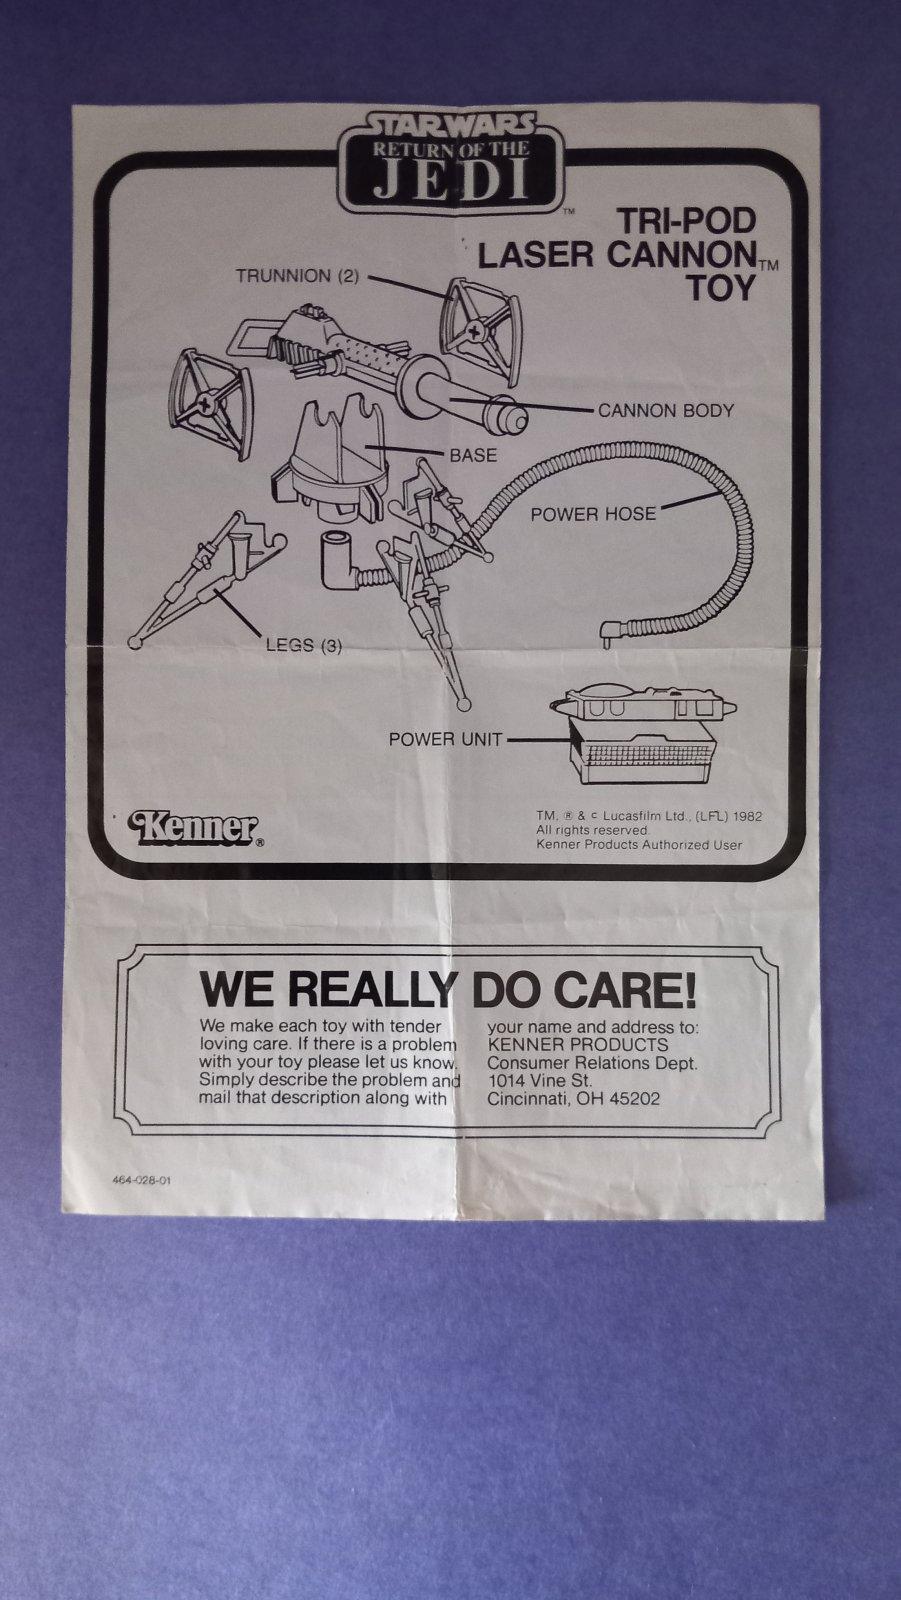 STAR WARS
RETURN OF THE
JEDI
TM
TRI-POD
LASER CANNON TM
TOY
TRUNNION (2)
CANNON BODY
BASE
POWER HOSE
LEGS (3)
POWER UNIT
Kenner®
TM, ® & c Lucasfilm Ltd., (LFL) 1982
All rights reserved
Kenner Products Authorized User
WE REALLY DO CARE!
We make each toy with tender
loving care. If there is a problem
with your toy please let us know.
Simply describe the problem and
mail that description along with
your name and address to:
KENNER PRODUCTS
Consumer Relations Dept.
1014 Vine St.
Cincinnati, OH 45202
464-028-01